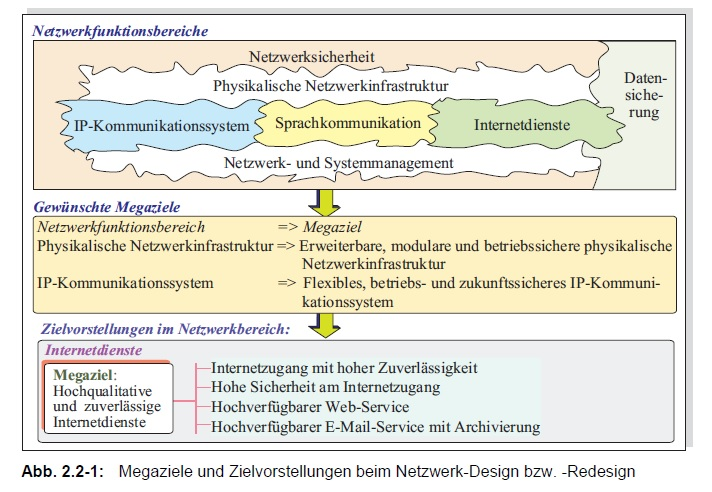 Netzwerkfunktionsbereiche
Netzwerksicherheit
Physikalische Netzwerkinfrastruktur
Daten-
siche-
rung
IP-Kommunikationssystem
Sprachkommunikation
Internetdienste
Netzwerk- und Systemmanagement
Gewünschte Megaziele
Netzwerkfunktionsbereich => Megaziel
Physikalische Netzwerkinfrastruktur => Erweiterbare, modulare und betriebssichere physikalische
Netzwerkinfrastruktur
IP-Kommunikationssystem => Flexibles, betriebs- und zukunftssicheres IP-Kommuni-
kationssystem
Zielvorstellungen im Netzwerkbereich:
Internetdienste
Megaziel:
Hochqualitative
und zuverlässige
Internetdienste
Internetzugang mit hoher Zuverlässigkeit
Hohe Sicherheit am Internetzugang
Hochverfügbarer Web-Service
Hochverfügbarer E-Mail-Service mit Archivierung
Abb. 2.2-1: Megaziele und Zielvorstellungen beim Netzwerk-Design bzw. -Redesign